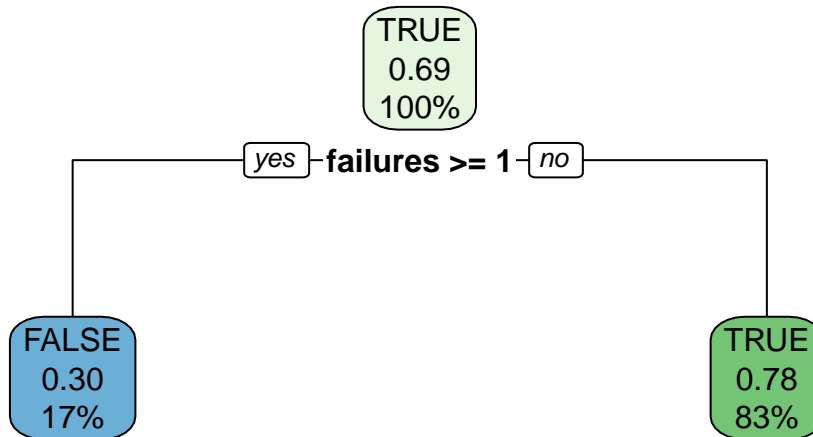 TRUE
0.69
100%
yes failures >= 1 no
FALSE
0.30
17%
TRUE
0.78
83%